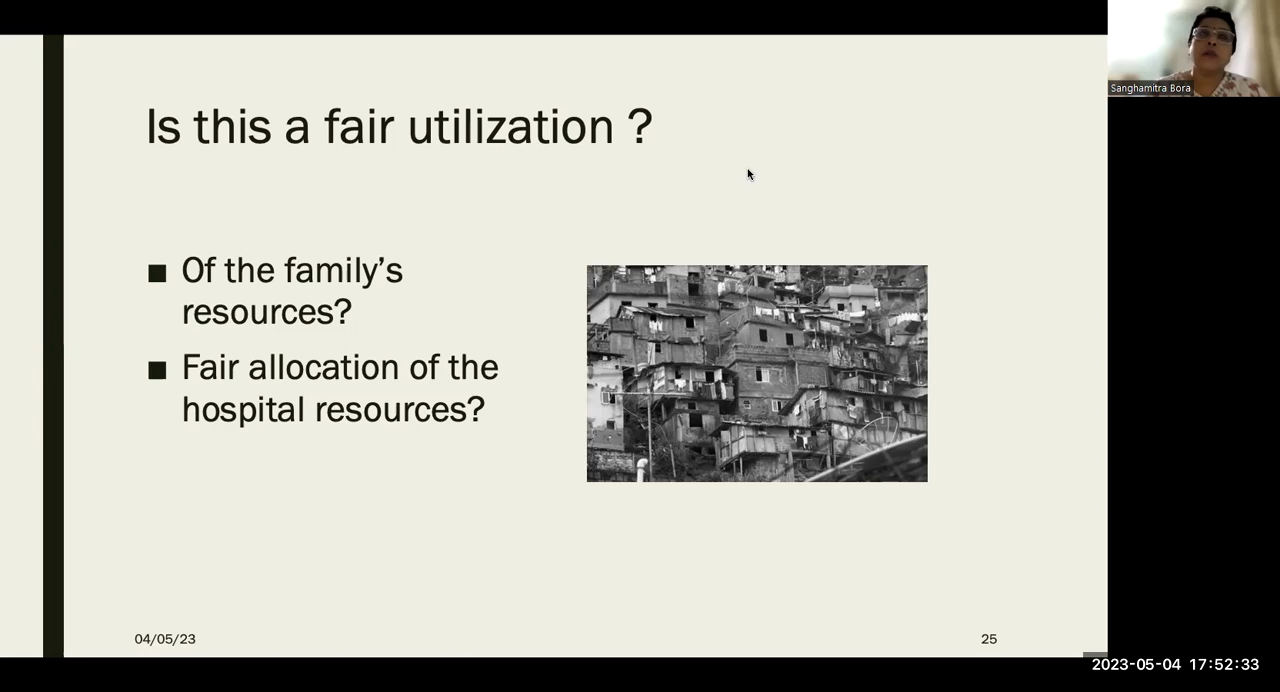 Is this a fair utilization ?
■ Of the family’s
resources?
■ Fair allocation of the
hospital resources?
04/05/23
25
Sanghamitra Bora
2023-05-04 17:52:33